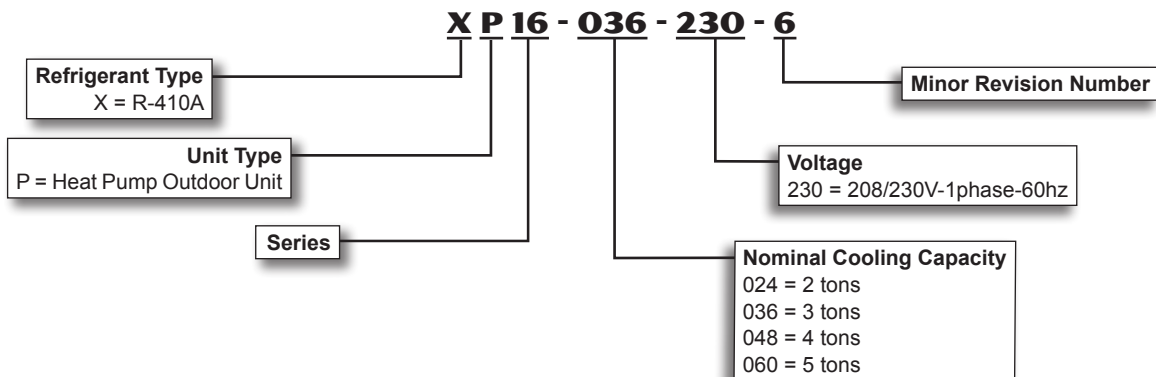 XP16-036-230-6
Refrigerant Type
X = R-410A
Minor Revision Number
Unit Type
P = Heat Pump Outdoor Unit
Voltage
230 = 208/230V-1phase-60hz
Series
Nominal Cooling Capacity
024 = 2 tons
036 = 3 tons
048 = 4 tons
060 = 5 tons